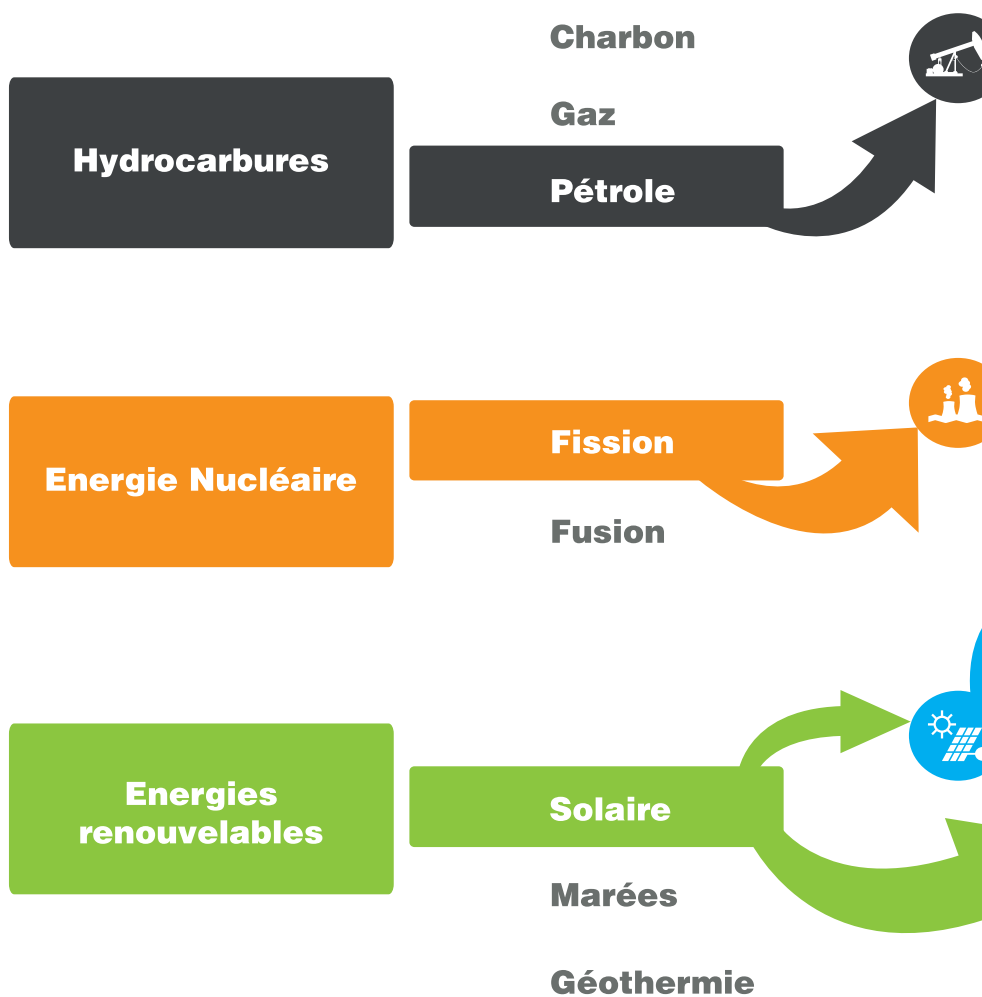 Charbon
Gaz
Hydrocarbures
Pétrole
Fission
Energie Nucléaire
Fusion
Energies
renouvelables
Solaire
Marées
Géothermie